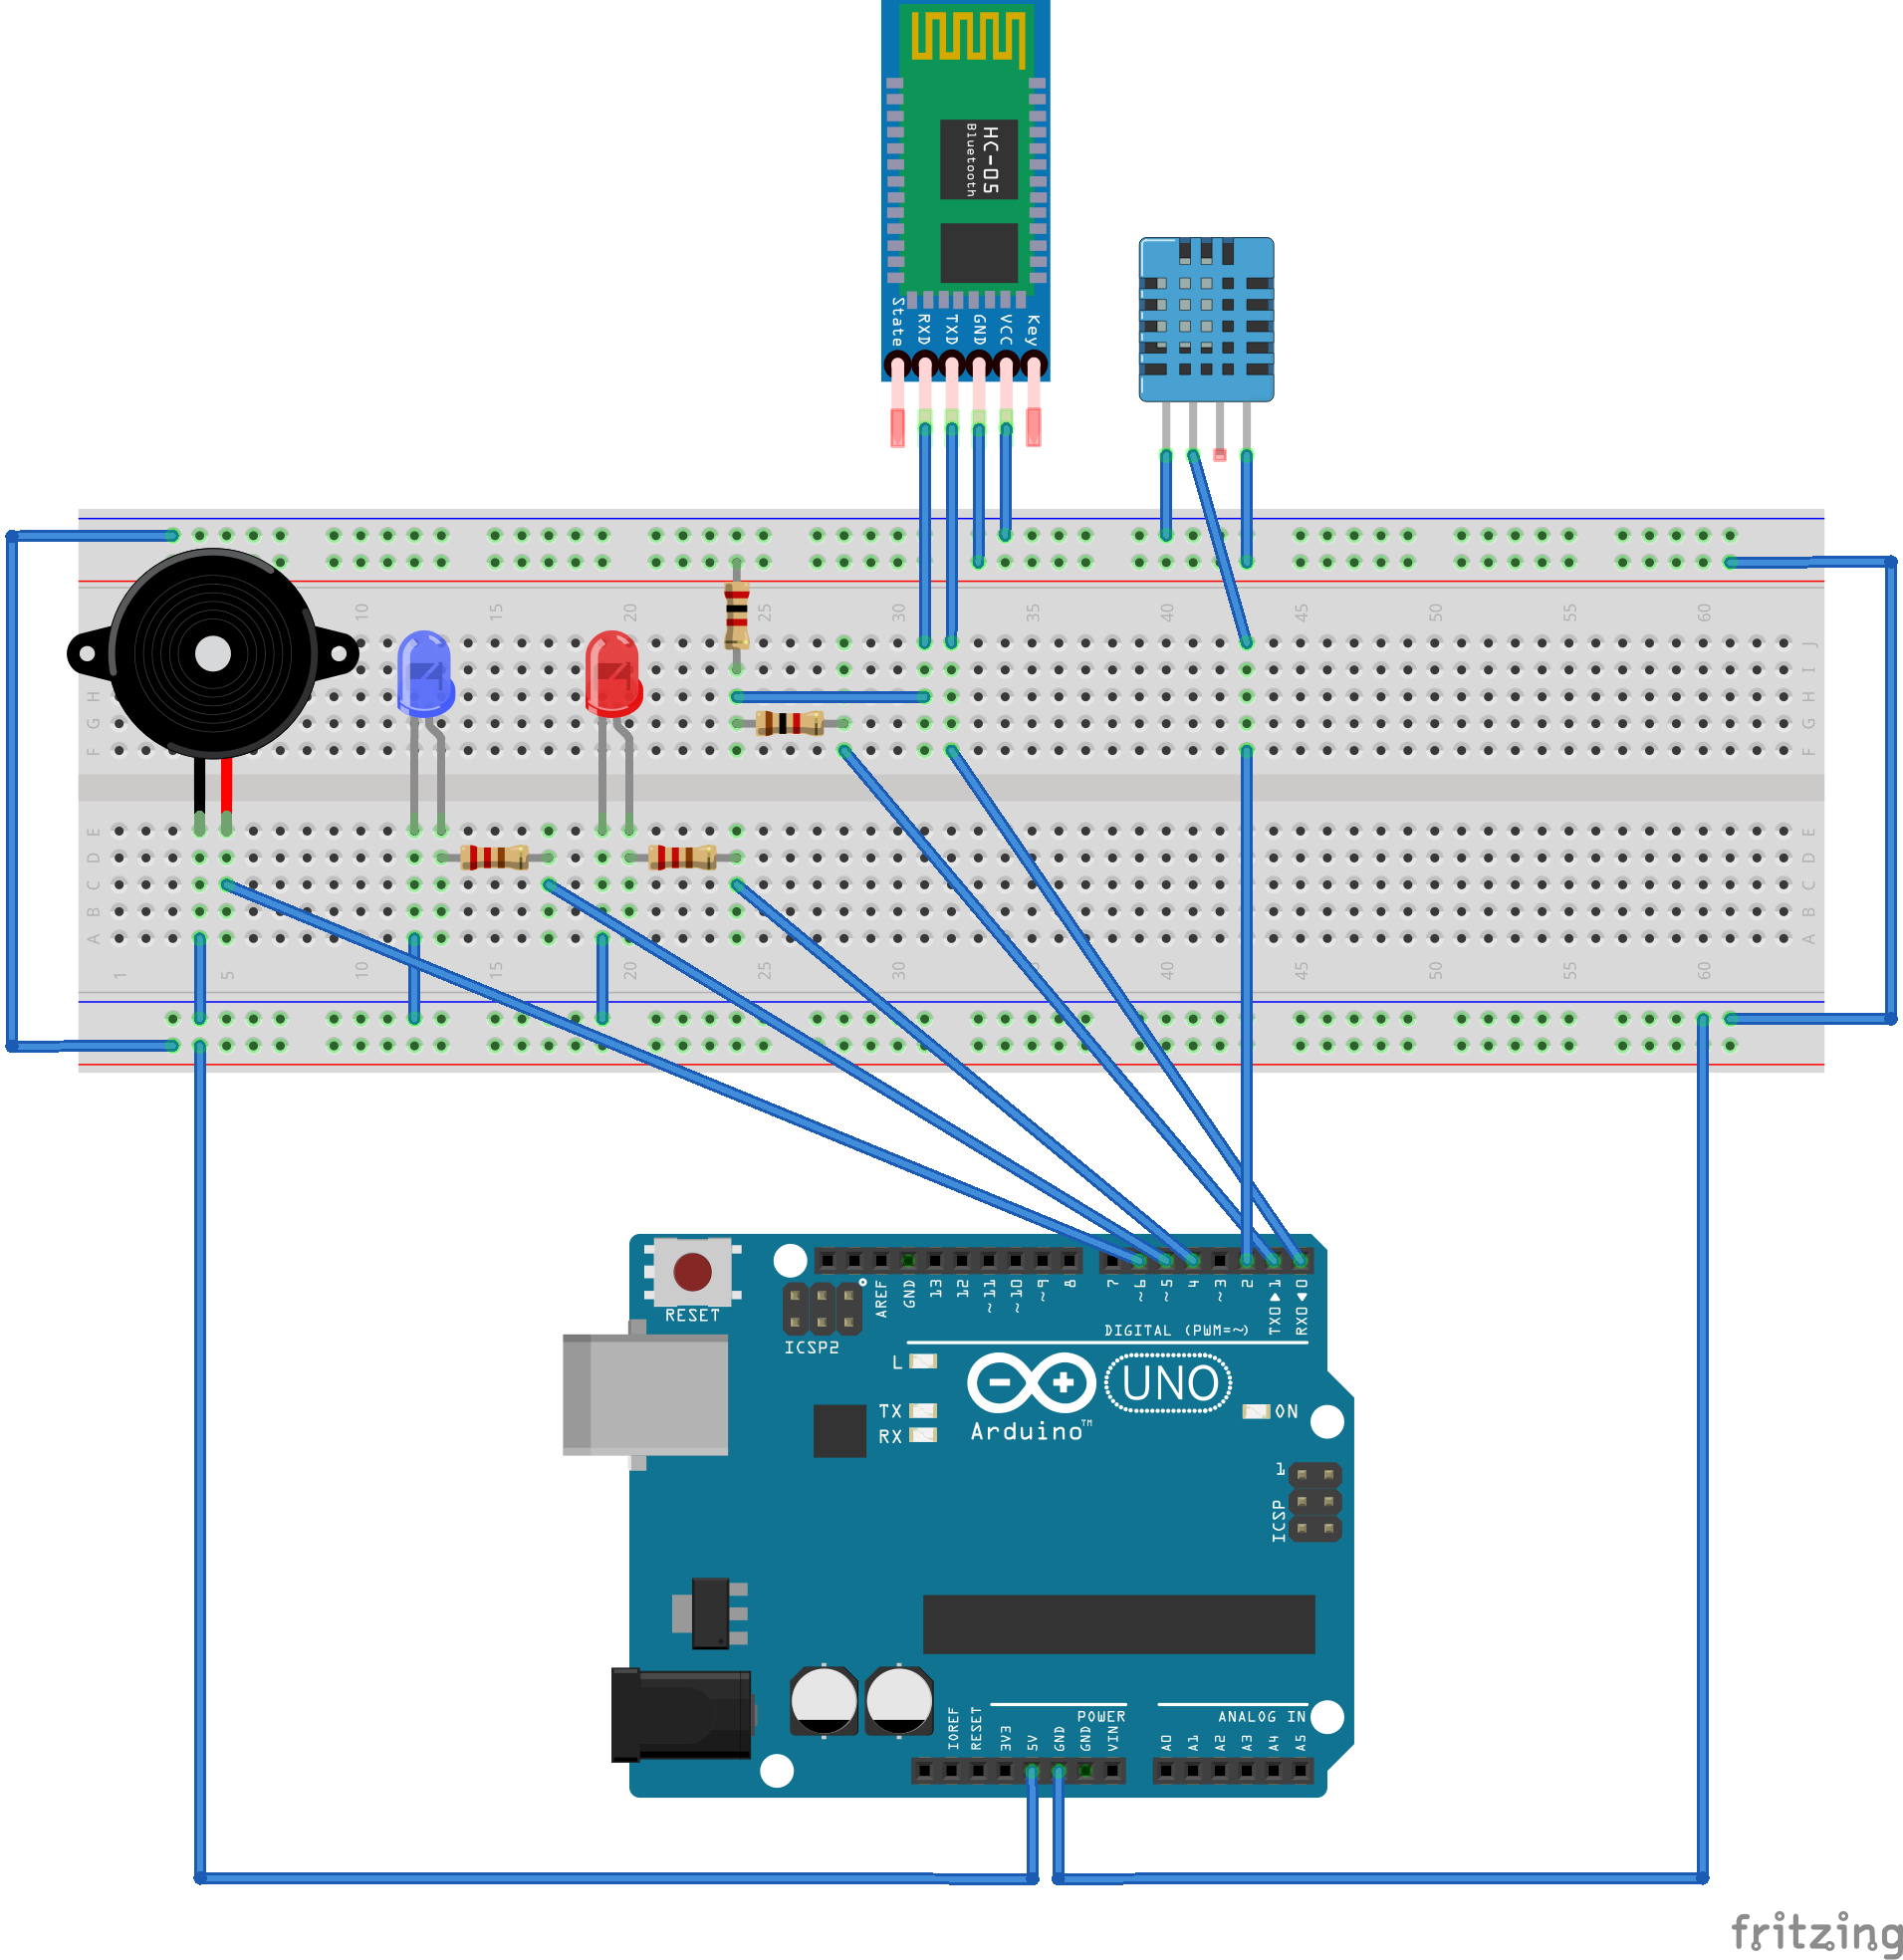 HC-05
Bluetooth
State
RXD
TXD
GND
VCC
Key
10
15
20
25
30
35
40
45
50
55
60
J
I
H
G
F
J
I
H
G
F
E
D
C
B
A
E
D
C
B
A
1
5
10
15
20
25
30
40
45
50
55
60
RESET
ICSP2
AREF
GND
13
12
~11
~10
~9
8
7
~6
~5
4
~3
2
TX0▶1
RX0◀0
DIGITAL (PWM=~)
L
TX
RX
UNO
Arduino™
ON
1
ICSP
POWER
ANALOG IN
IOREF
RESET
3V3
5V
GND
GND
VIN
A0
A1
A2
A3
A4
A5
fritzing